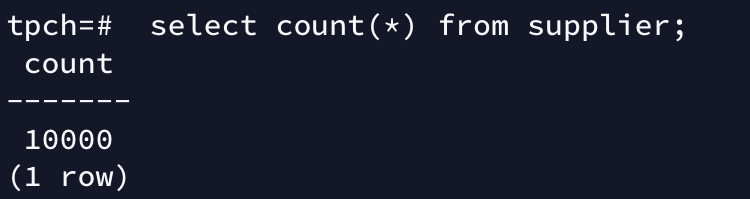 tpch=#  select count(*) from supplier;
 count
-------
 10000
(1 row)